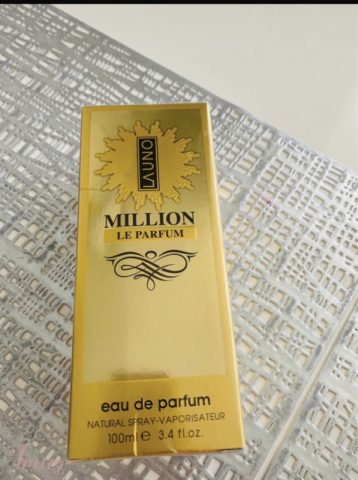 LAUNO
MILLION
LE PARFUM
eau de parfum
NATURAL SPRAY-VAPORISATEUR
100ml e 3.4 fl.oz.